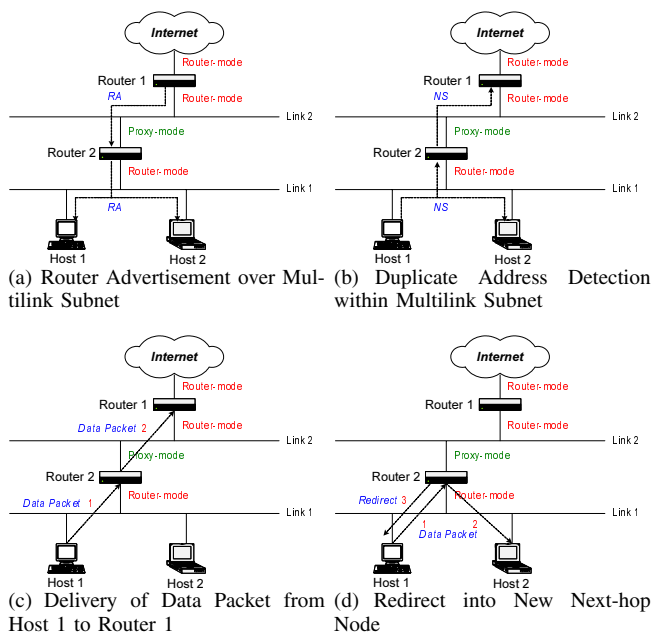 Internet
Router-mode
Router 1
Router-mode
RA
Link 2
Proxy-mode
Router 2
Router-mode
Link 1
RA
Host 1
Host 2
(a) Router Advertisement over Mul-
tilink Subnet
Internet
Router-mode
Router 1
Router-mode
NS
Link 2
Proxy-mode
Router 2
Router-mode
Link 1
NS
Host 1
Host 2
(b) Duplicate Address Detection
within Multilink Subnet
Internet
Router-mode
Router 1
Router-mode
Data Packet 2
Link 2
Proxy-mode
Router 2
Router-mode
Data Packet 1
Link 1
Host 1
Host 2
(c) Delivery of Data Packet from
Host 1 to Router 1
Internet
Router-mode
Router 1
Router-mode
Link 2
Proxy-mode
Router 2
Redirect 3
Router-mode
Link 1
1 2
Data Packet
Host 1
Host 2
(d) Redirect into New Next-hop
Node